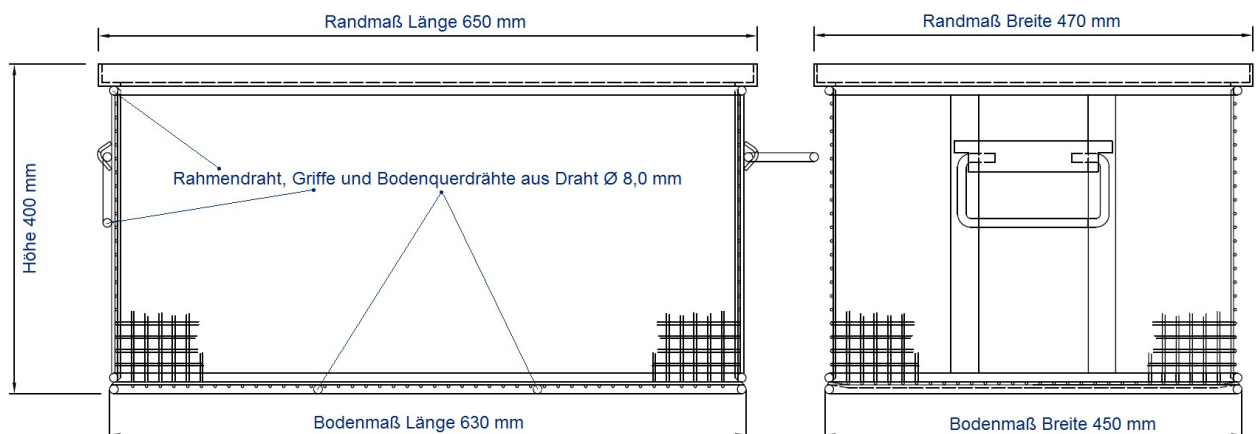 Randmaß Länge 650 mm
Randmaß Breite 470 mm
Höhe 400 mm
Rahmendraht, Griffe und Bodenquerdrähte aus Draht Ø 8,0 mm
Bodenmaß Länge 630 mm
Bodenmaß Breite 450 mm